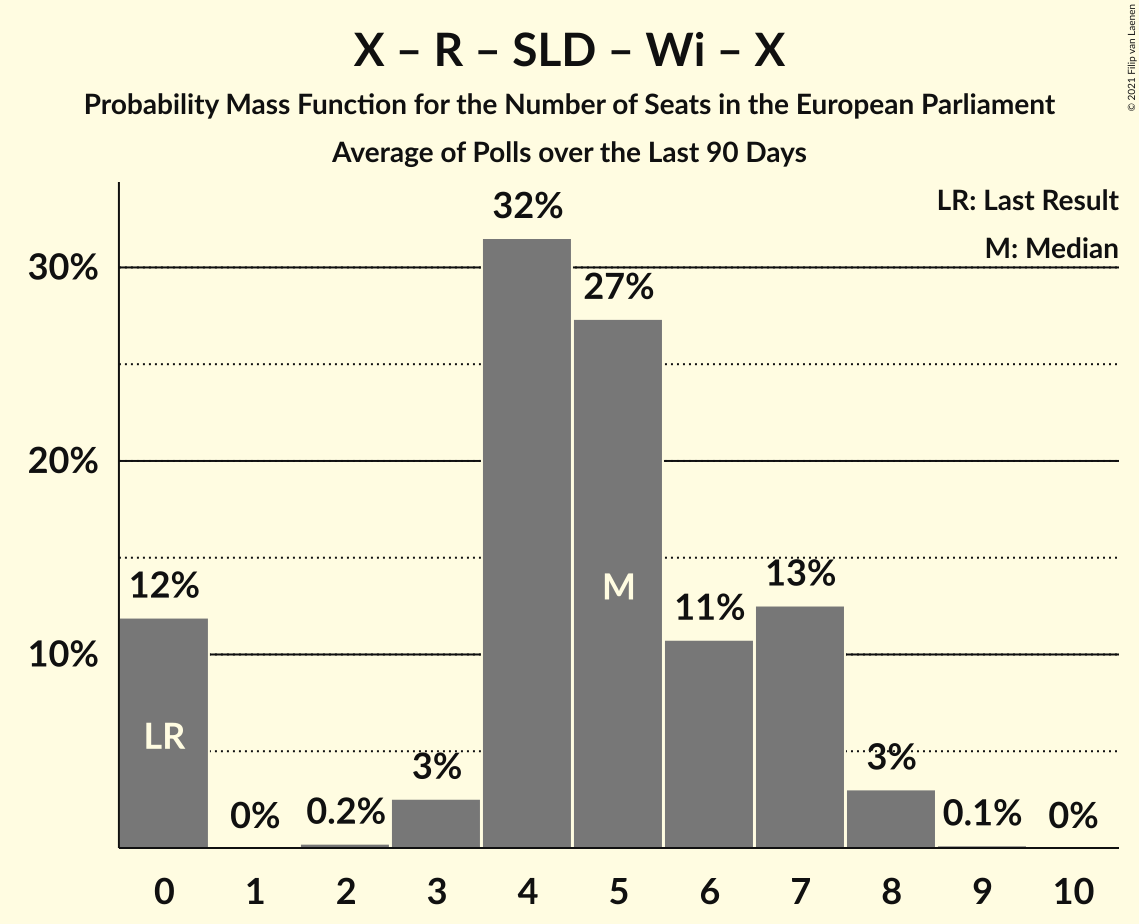 X – R – SLD – Wi – X
Probability Mass Function for the Number of Seats in the European Parliament
Average of Polls over the Last 90 Days
© 2021 Filip van Laenen
LR: Last Result
M: Median
30%
20%
10%
12%
0%
0.2%
3%
32%
27%
11%
13%
3%
0.1%
0%
LR
M
0 1 2 3 4 5 6 7 8 9 10